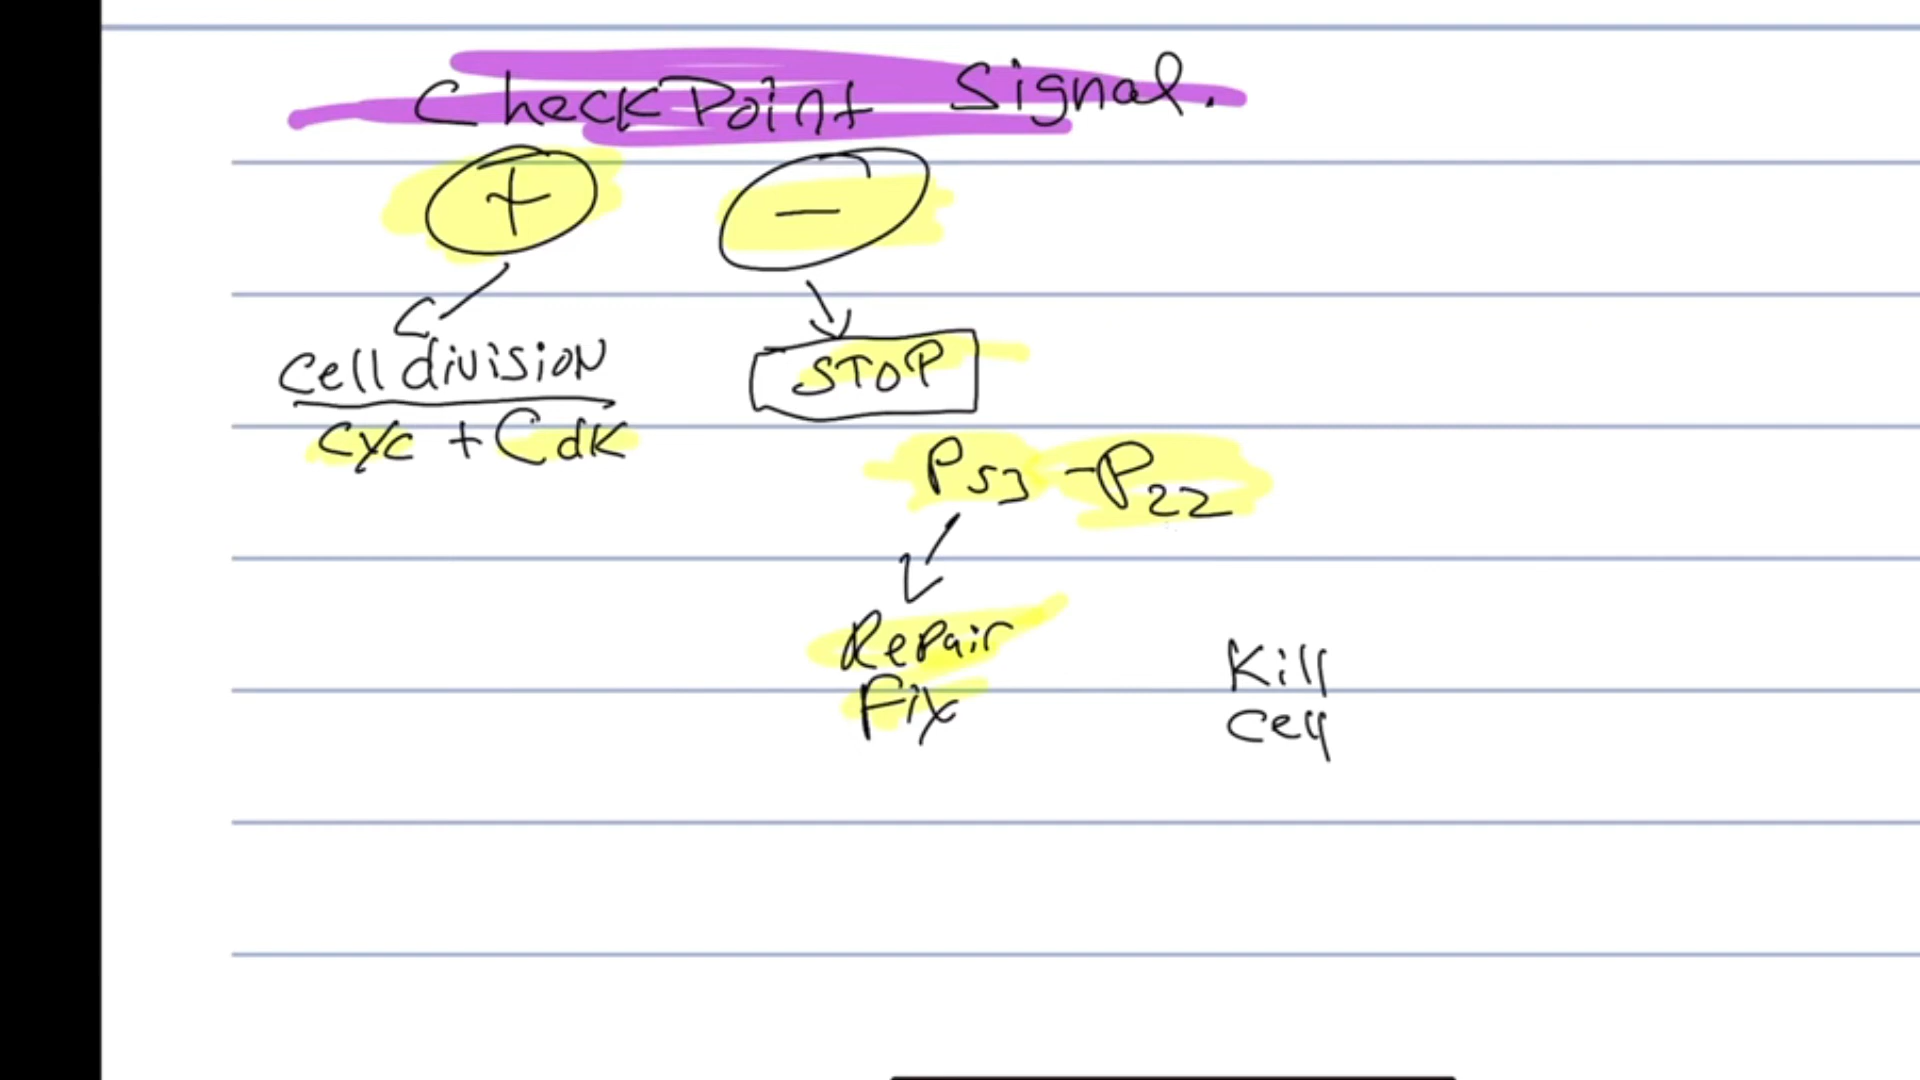 CheckPoint Signal.
+ −
Cell division STOP
Cyc + Cdk
P53 - P22
Repair Kill
Fix Cell